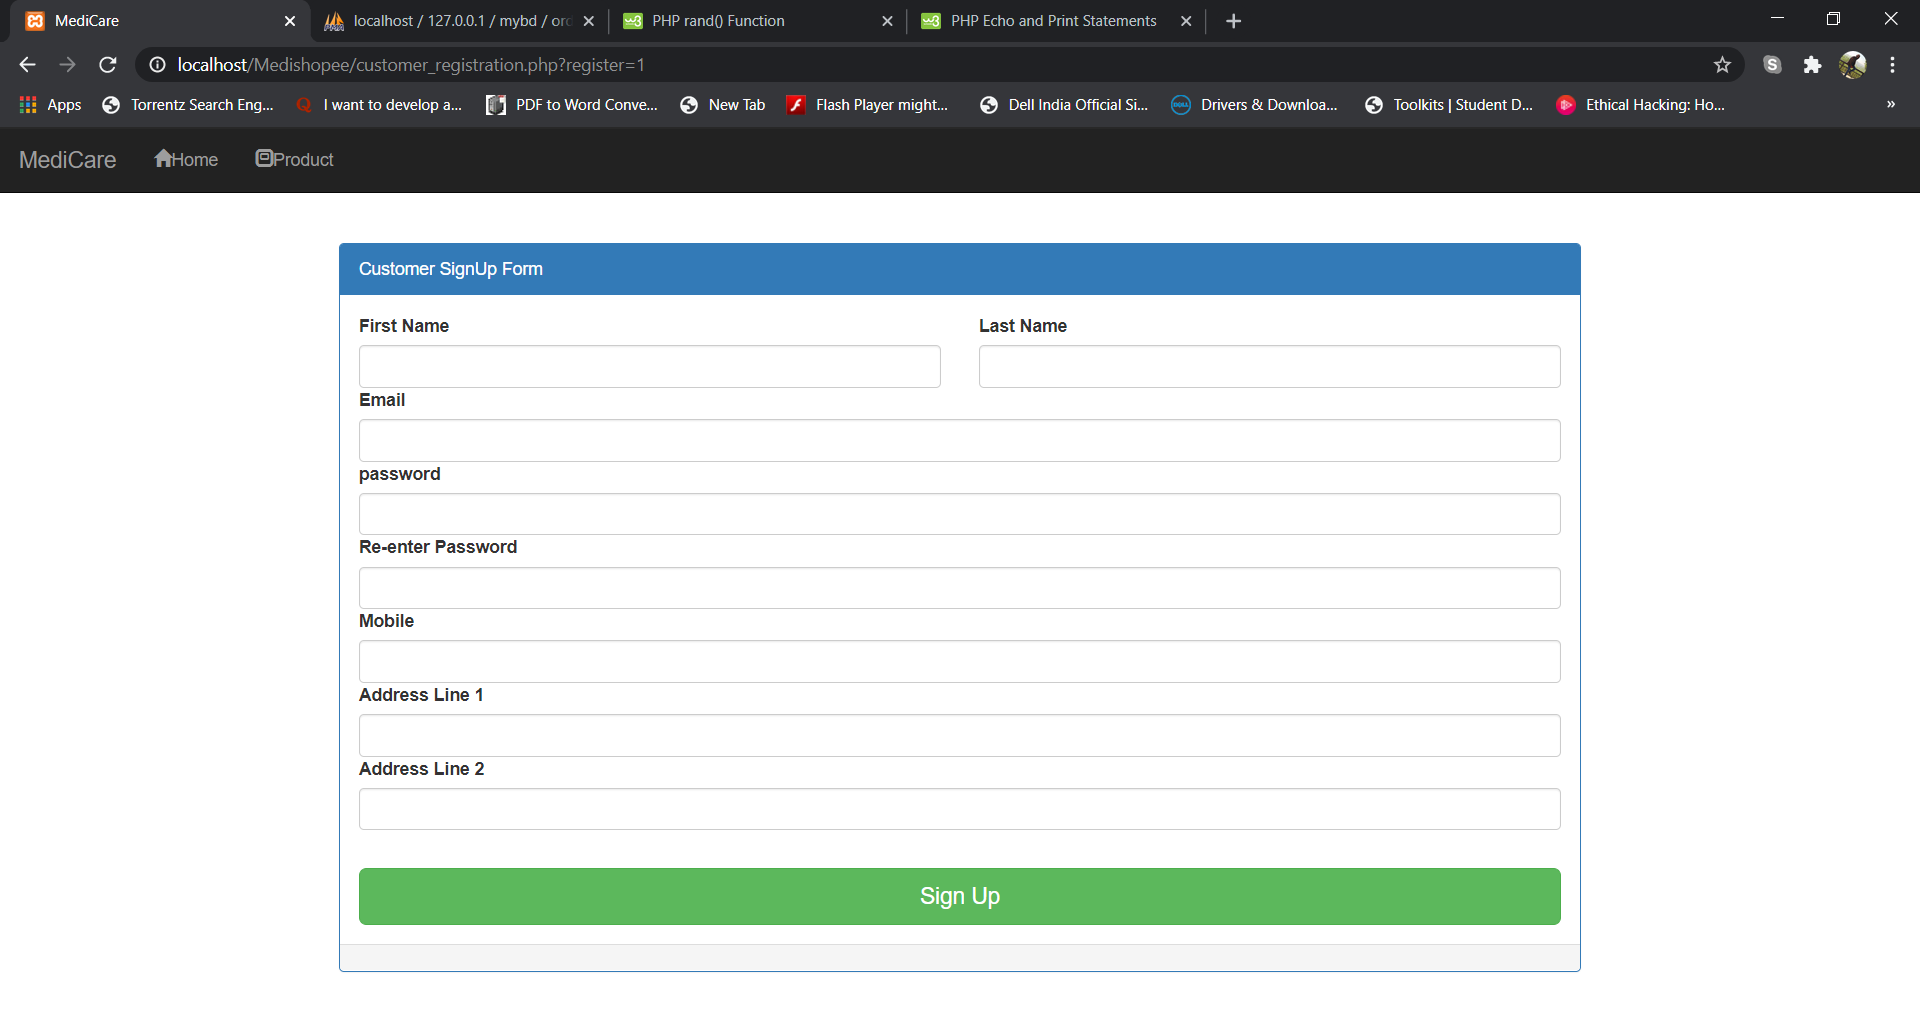 MediCare
localhost / 127.0.0.1 / mybd / ord
PHP rand() Function
PHP Echo and Print Statements
localhost/Medishopee/customer_registration.php?register=1
Apps
Torrentz Search Eng...
I want to develop a...
PDF to Word Conve...
New Tab
Flash Player might...
Dell India Official Si...
Drivers & Downloa...
Toolkits | Student D...
Ethical Hacking: Ho...
»
MediCare
Home
Product
Customer SignUp Form
First Name
Last Name
Email
password
Re-enter Password
Mobile
Address Line 1
Address Line 2
Sign Up